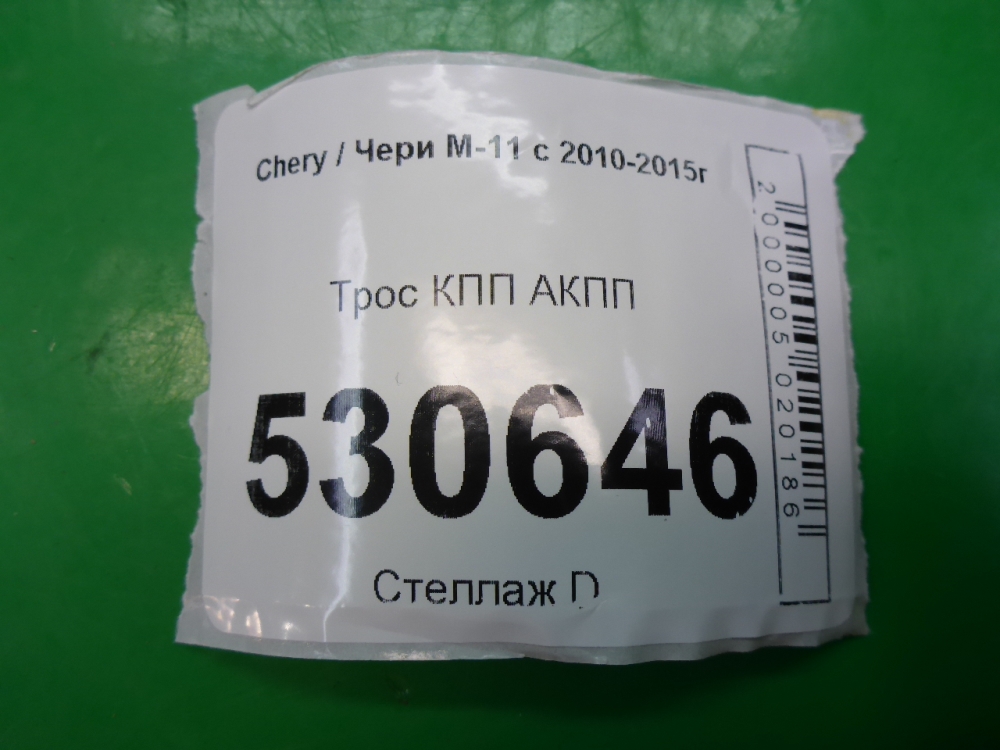 Chery / Чери М-11 с 2010-2015г
Трос КПП АКПП
530646
Стеллаж D
2000005020186